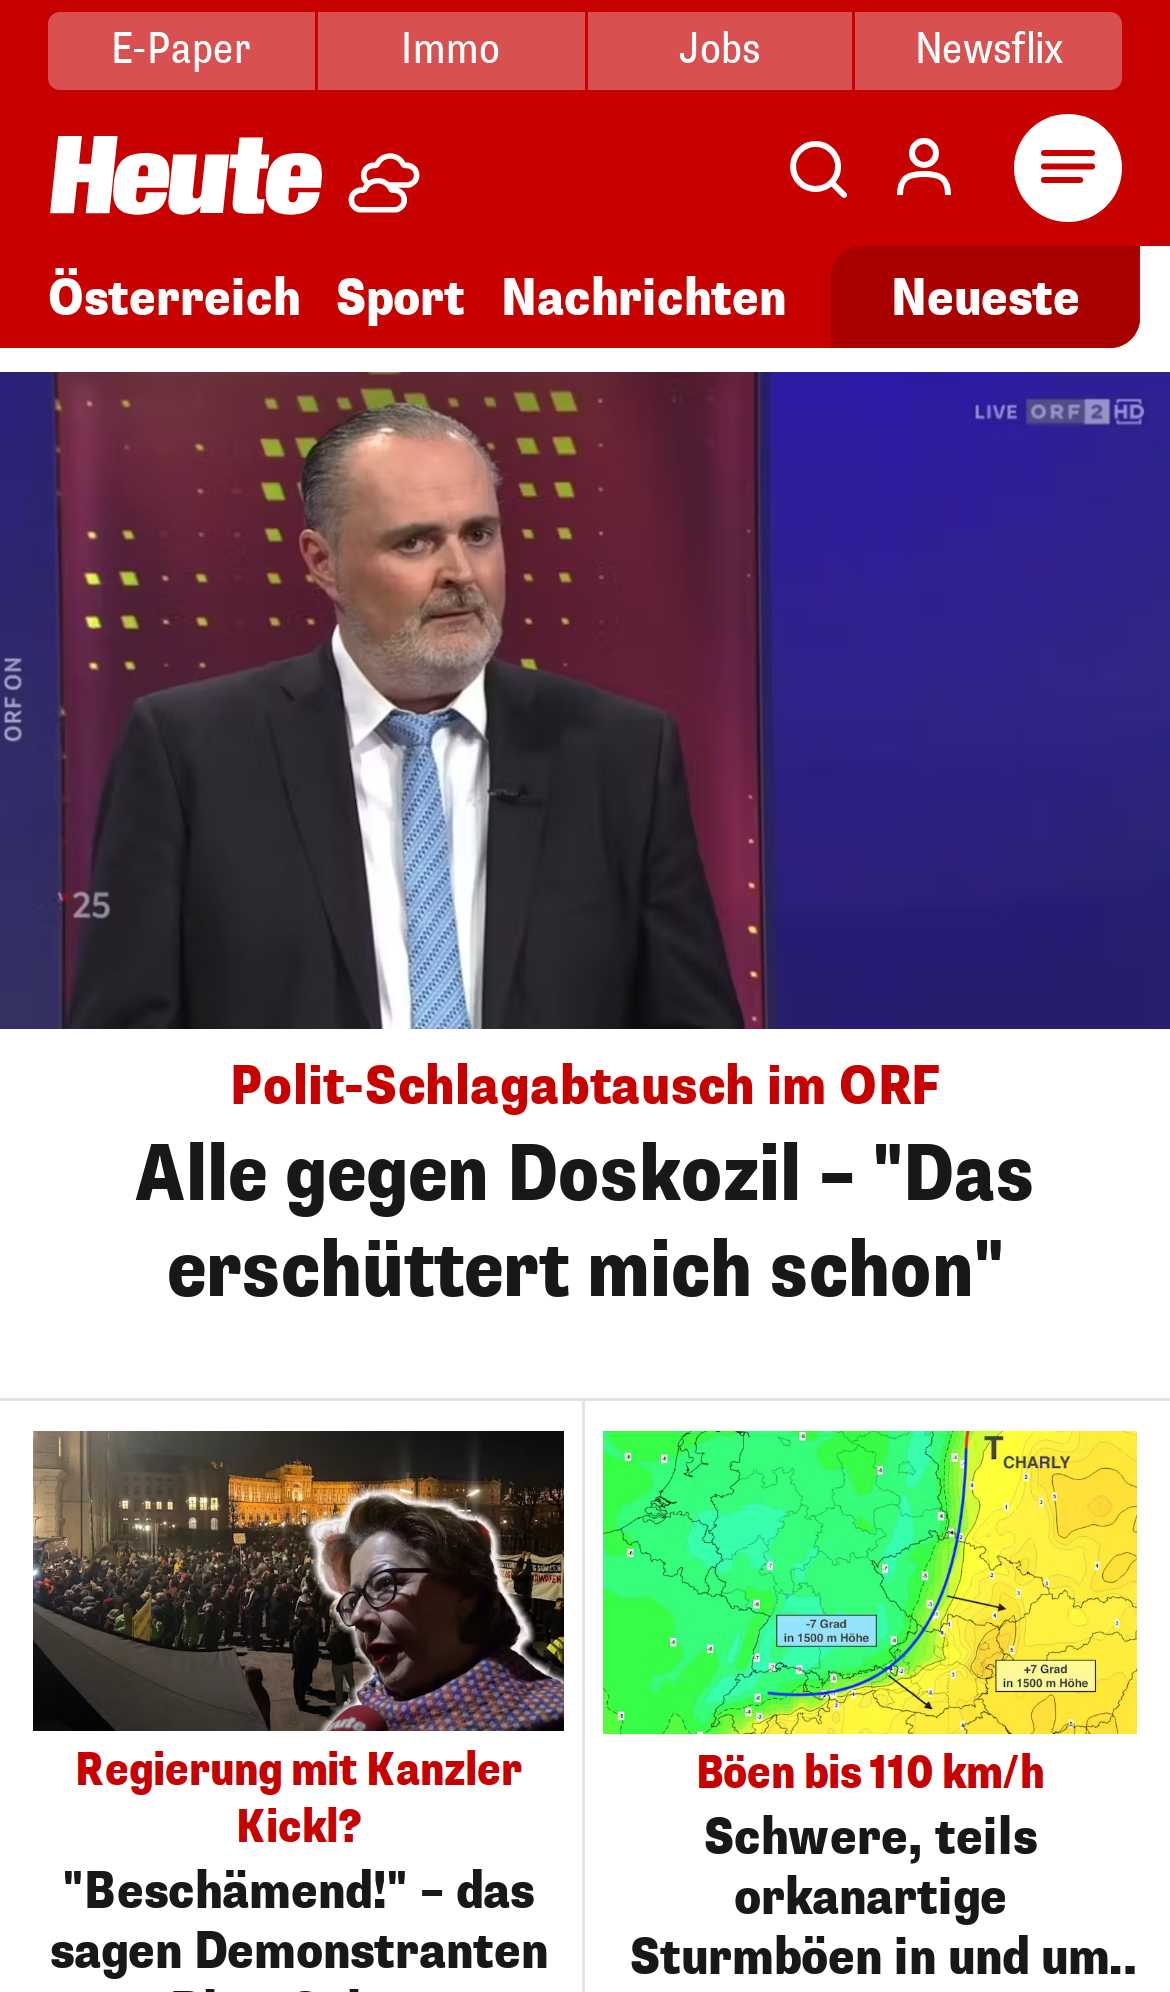 E-Paper
Immo
Jobs
Newsflix
Heute
Österreich
Sport
Nachrichten
Neueste
LIVE ORF 2 HD
ORF ON
25
Polit-Schlagabtausch im ORF
Alle gegen Doskozil – "Das
erschüttert mich schon"
Regierung mit Kanzler
Kickl?
"Beschämend!" – das
sagen Demonstranten
T
CHARLY
-7 Grad
in 1500 m Höhe
+7 Grad
in 1500 m Höhe
Böen bis 110 km/h
Schwere, teils
orkanartige
Sturmböen in und um..